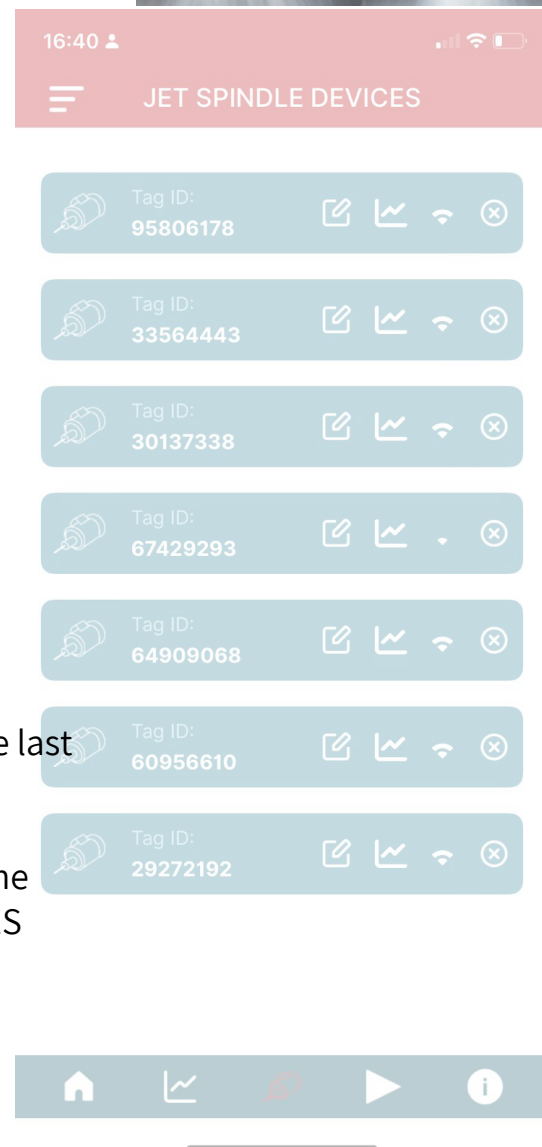 16:40
JET SPINDLE DEVICES
Tag ID:
95806178
Tag ID:
33564443
Tag ID:
30137338
Tag ID:
67429293
Tag ID:
64909068
e last
Tag ID:
60956610
Tag ID:
29272192
ne
S